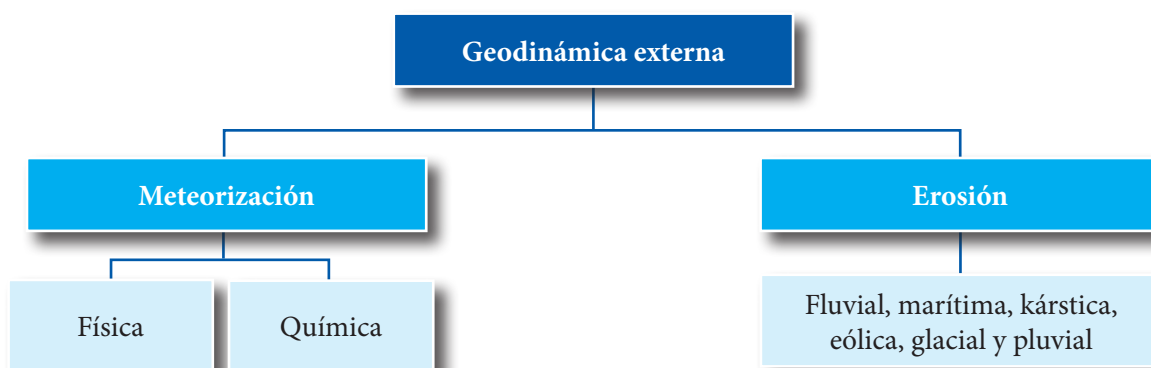 Geodinámica externa
Meteorización
Erosión
Física
Química
Fluvial, marítima, kárstica,
eólica, glacial y pluvial